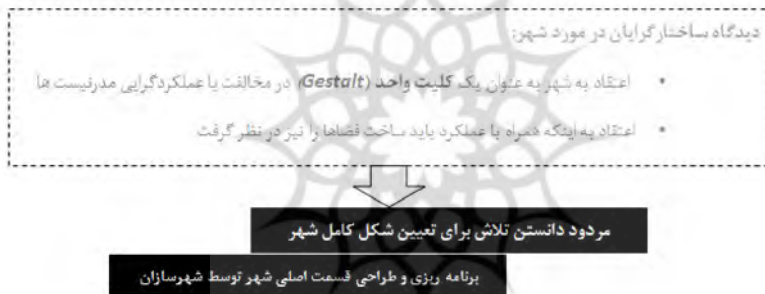 دیدگاه ساختارگرایان در مورد شهر:
• اعتقاد به شهر به عنوان یک کلیت واحد (Gestalt) در مخالفت با عملکردگرایی مدرنیست ها
• اعتقاد به اینکه همراه با عملکرد باید ساخت فضاها را نیز در نظر گرفت
مردود دانستن تلاش برای تعیین شکل کامل شهر
برنامه ریزی و طراحی قسمت اصلی شهر توسط شهرسازان